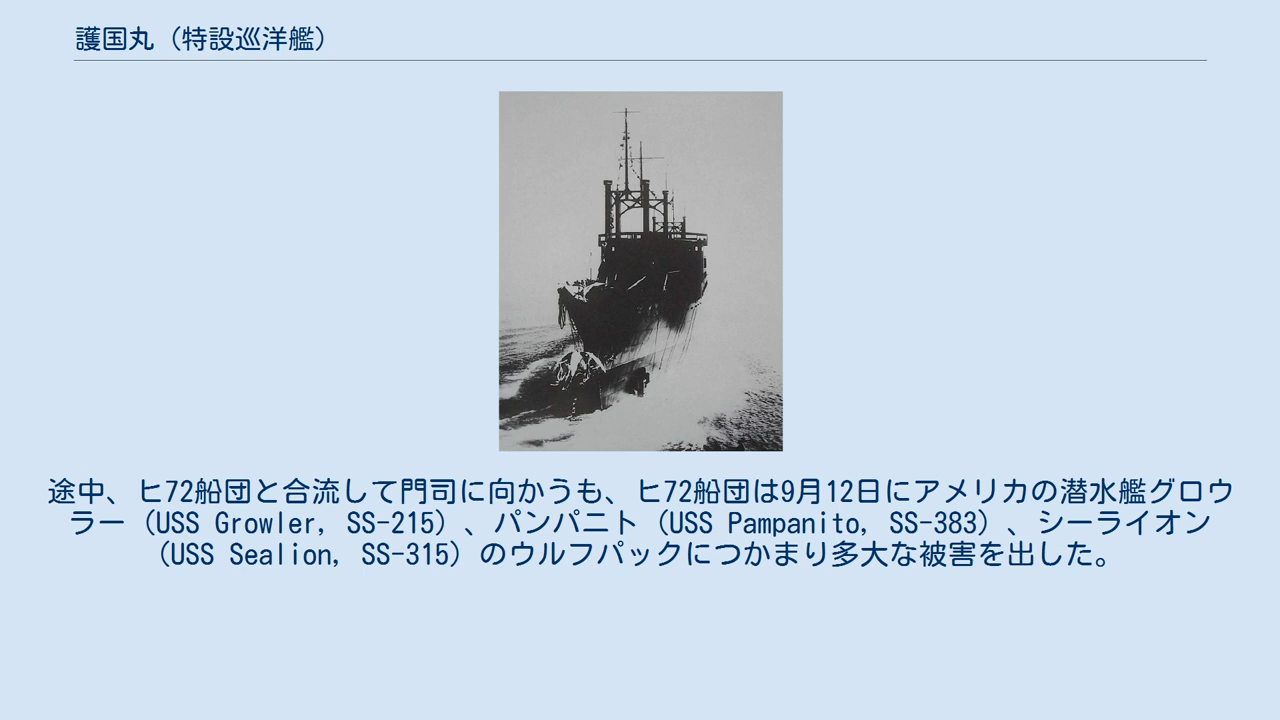 護国丸（特設巡洋艦）
途中、ヒ72船団と合流して門司に向かうも、ヒ72船団は9月12日にアメリカの潜水艦グロウ
ラー（USS Growler, SS-215）、パンパニト（USS Pampanito, SS-383）、シーライオン
（USS Sealion, SS-315）のウルフパックにつかまり多大な被害を出した。